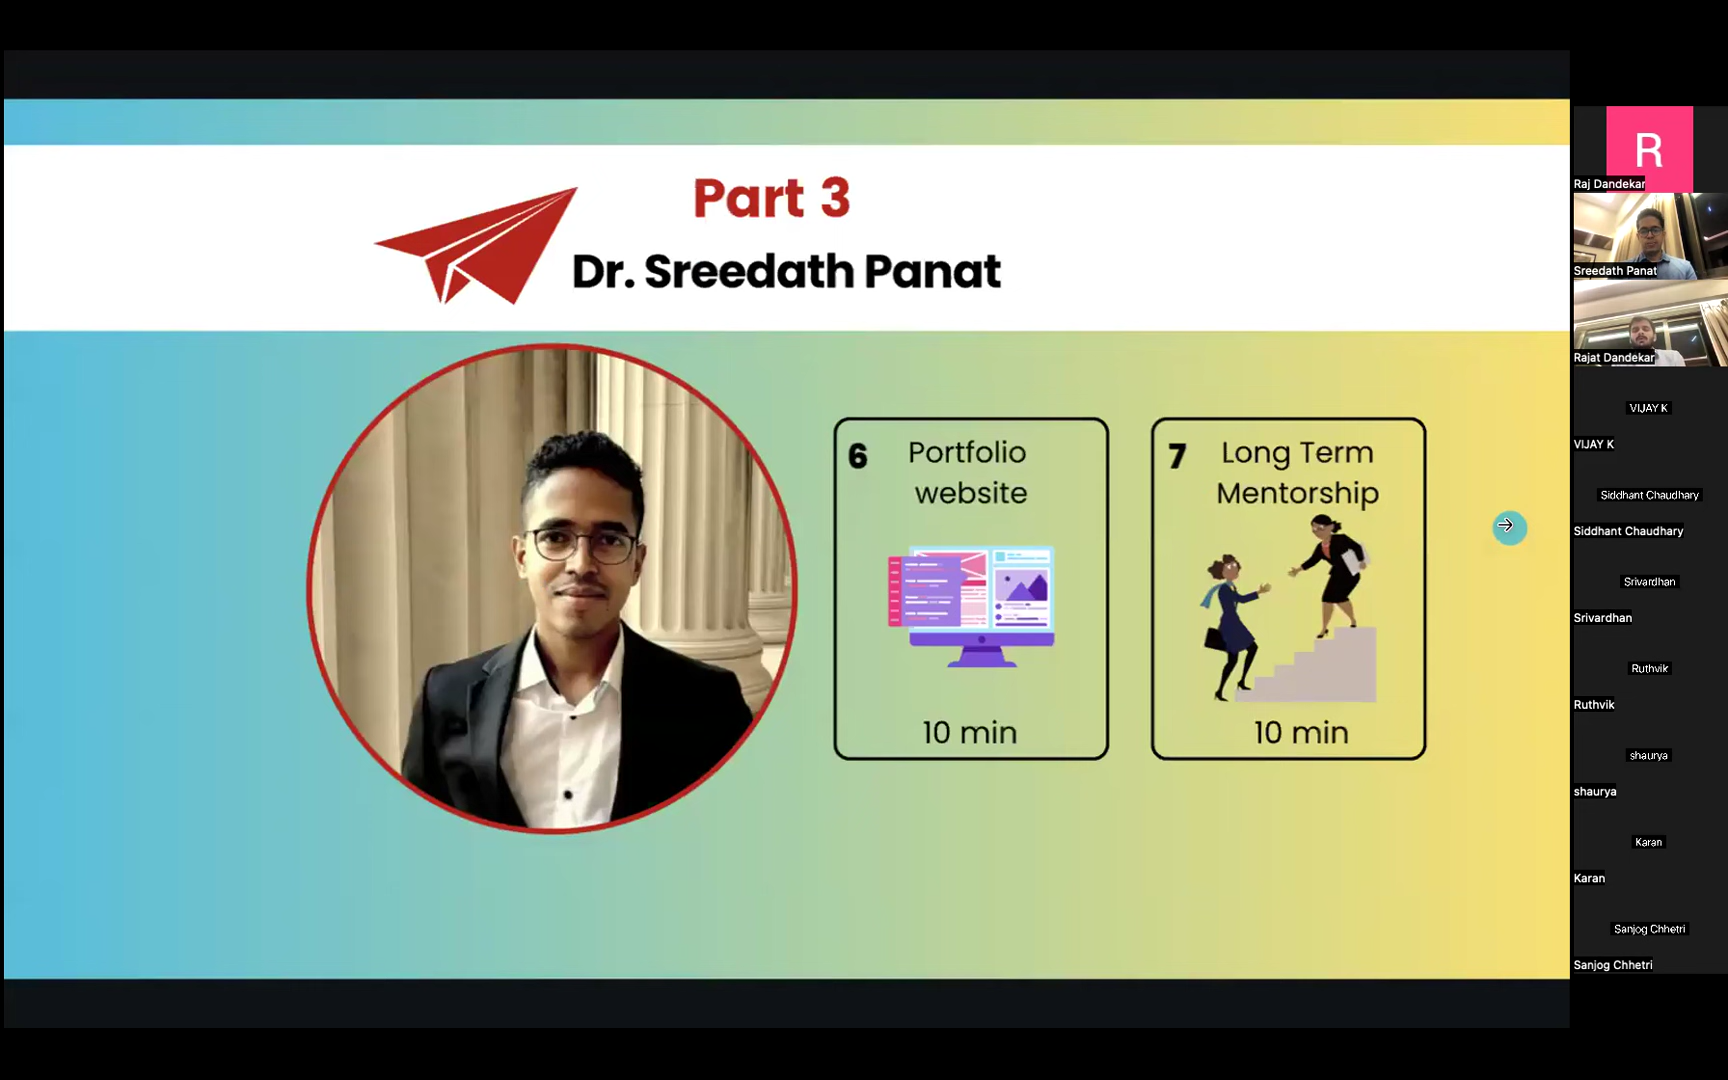 Part 3
Dr. Sreedath Panat
6 Portfolio
website
10 min
7 Long Term
Mentorship
10 min
R
Raj Dandekar
Sreedath Panat
Rajat Dandekar
VIJAY K
VIJAY K
Siddhant Chaudhary
Siddhant Chaudhary
Srivardhan
Srivardhan
Ruthvik
Ruthvik
shaurya
shaurya
Karan
Karan
Sanjog Chhetri
Sanjog Chhetri